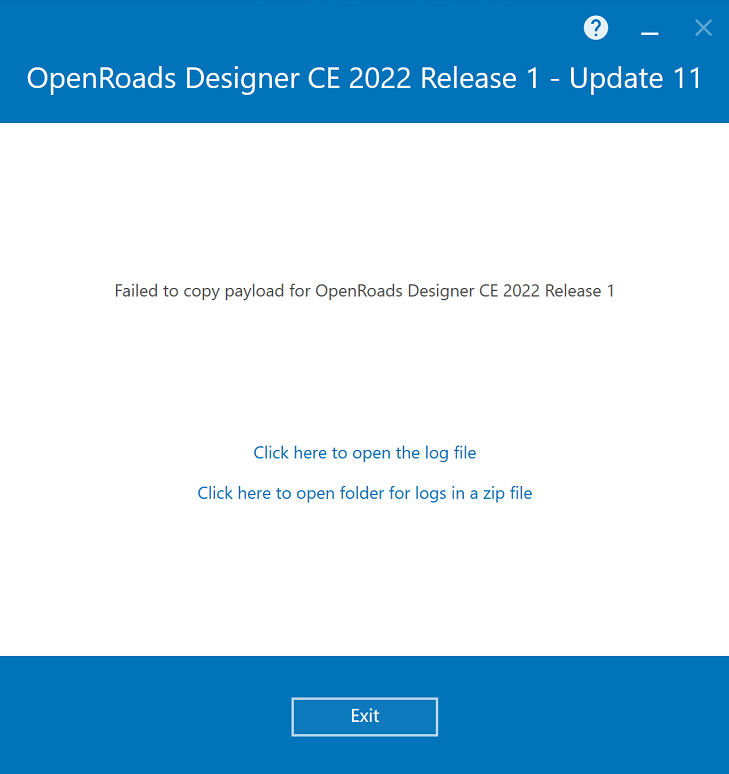 ?
OpenRoads Designer CE 2022 Release 1 - Update 11
Failed to copy payload for OpenRoads Designer CE 2022 Release 1
Click here to open the log file
Click here to open folder for logs in a zip file
Exit